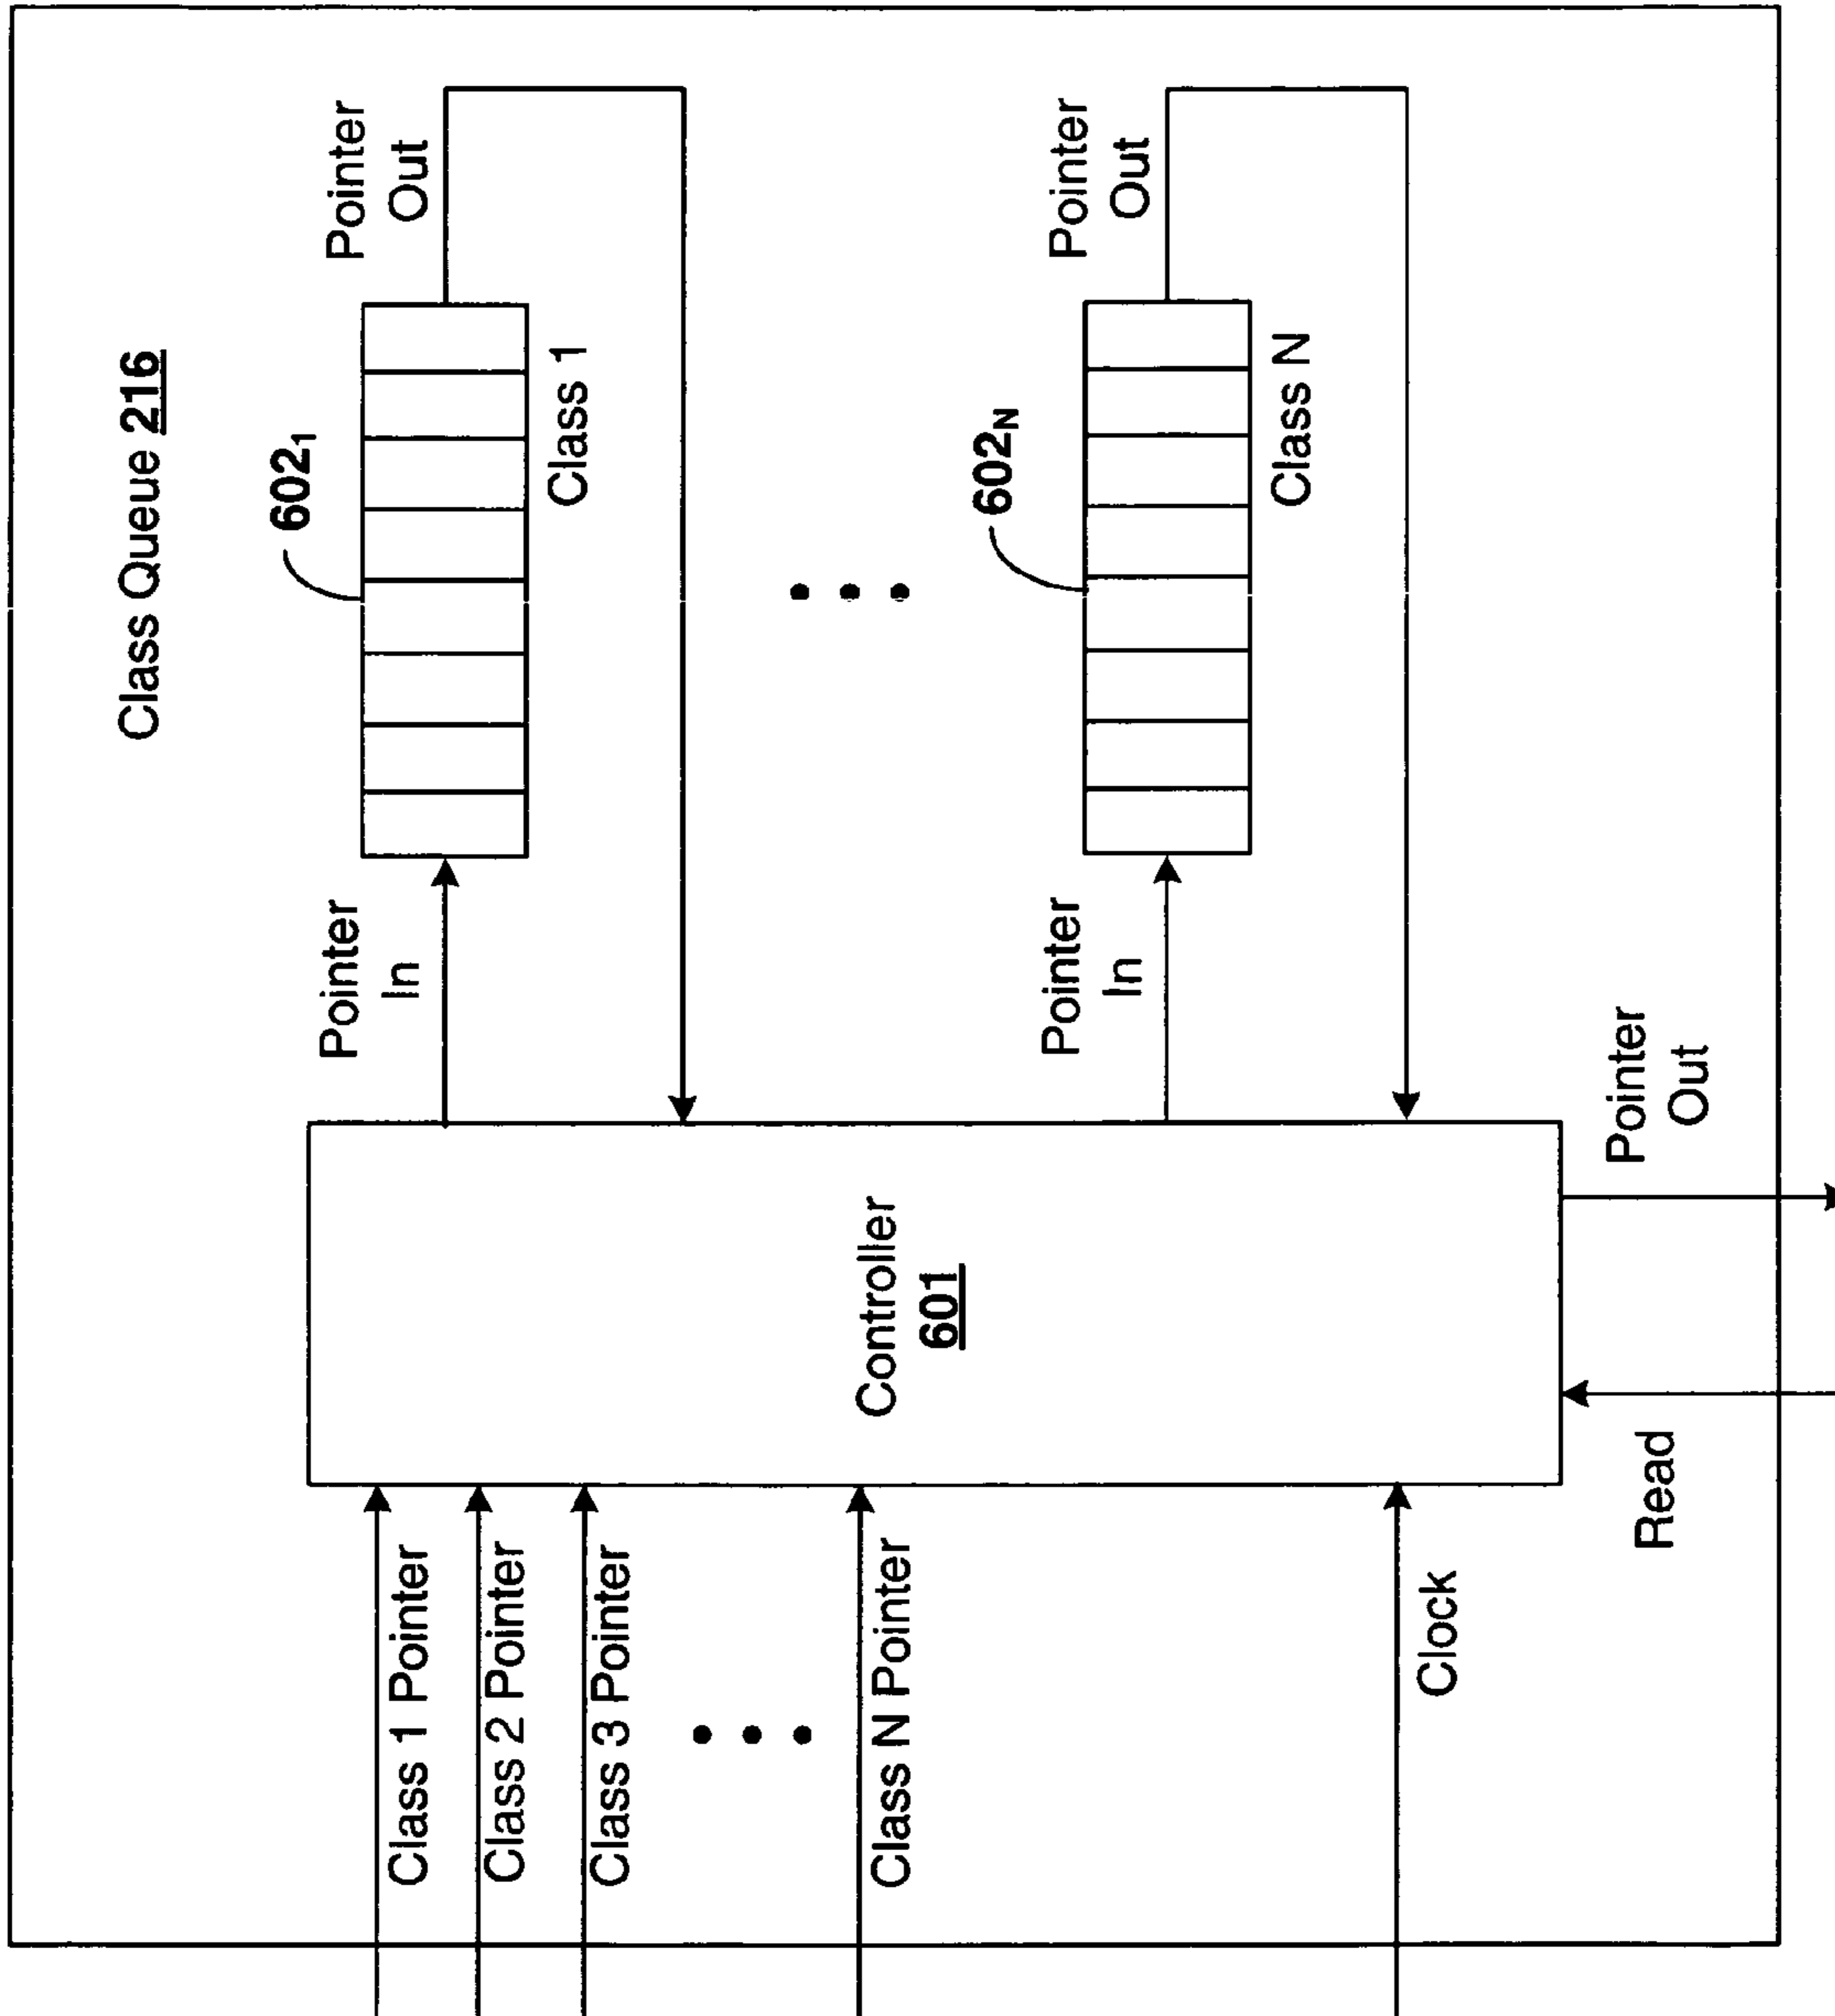 Class Queue 216
602₁
Pointer
In
Pointer
Out
Class 1
602N
Pointer
In
Pointer
Out
Class N
Class 1 Pointer
Class 2 Pointer
Class 3 Pointer
Class N Pointer
Controller
601
Clock
Read
Pointer
Out